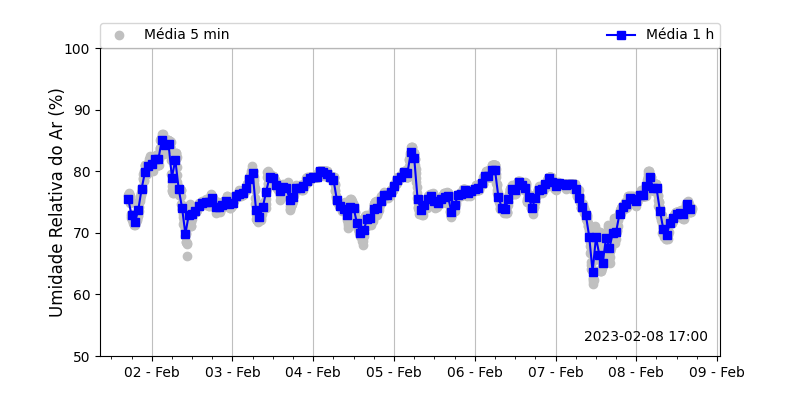 Média 5 min
Média 1 h
Umidade Relativa do Ar (%)
100
90
80
70
60
50
2023-02-08 17:00
02 - Feb
03 - Feb
04 - Feb
05 - Feb
06 - Feb
07 - Feb
08 - Feb
09 - Feb